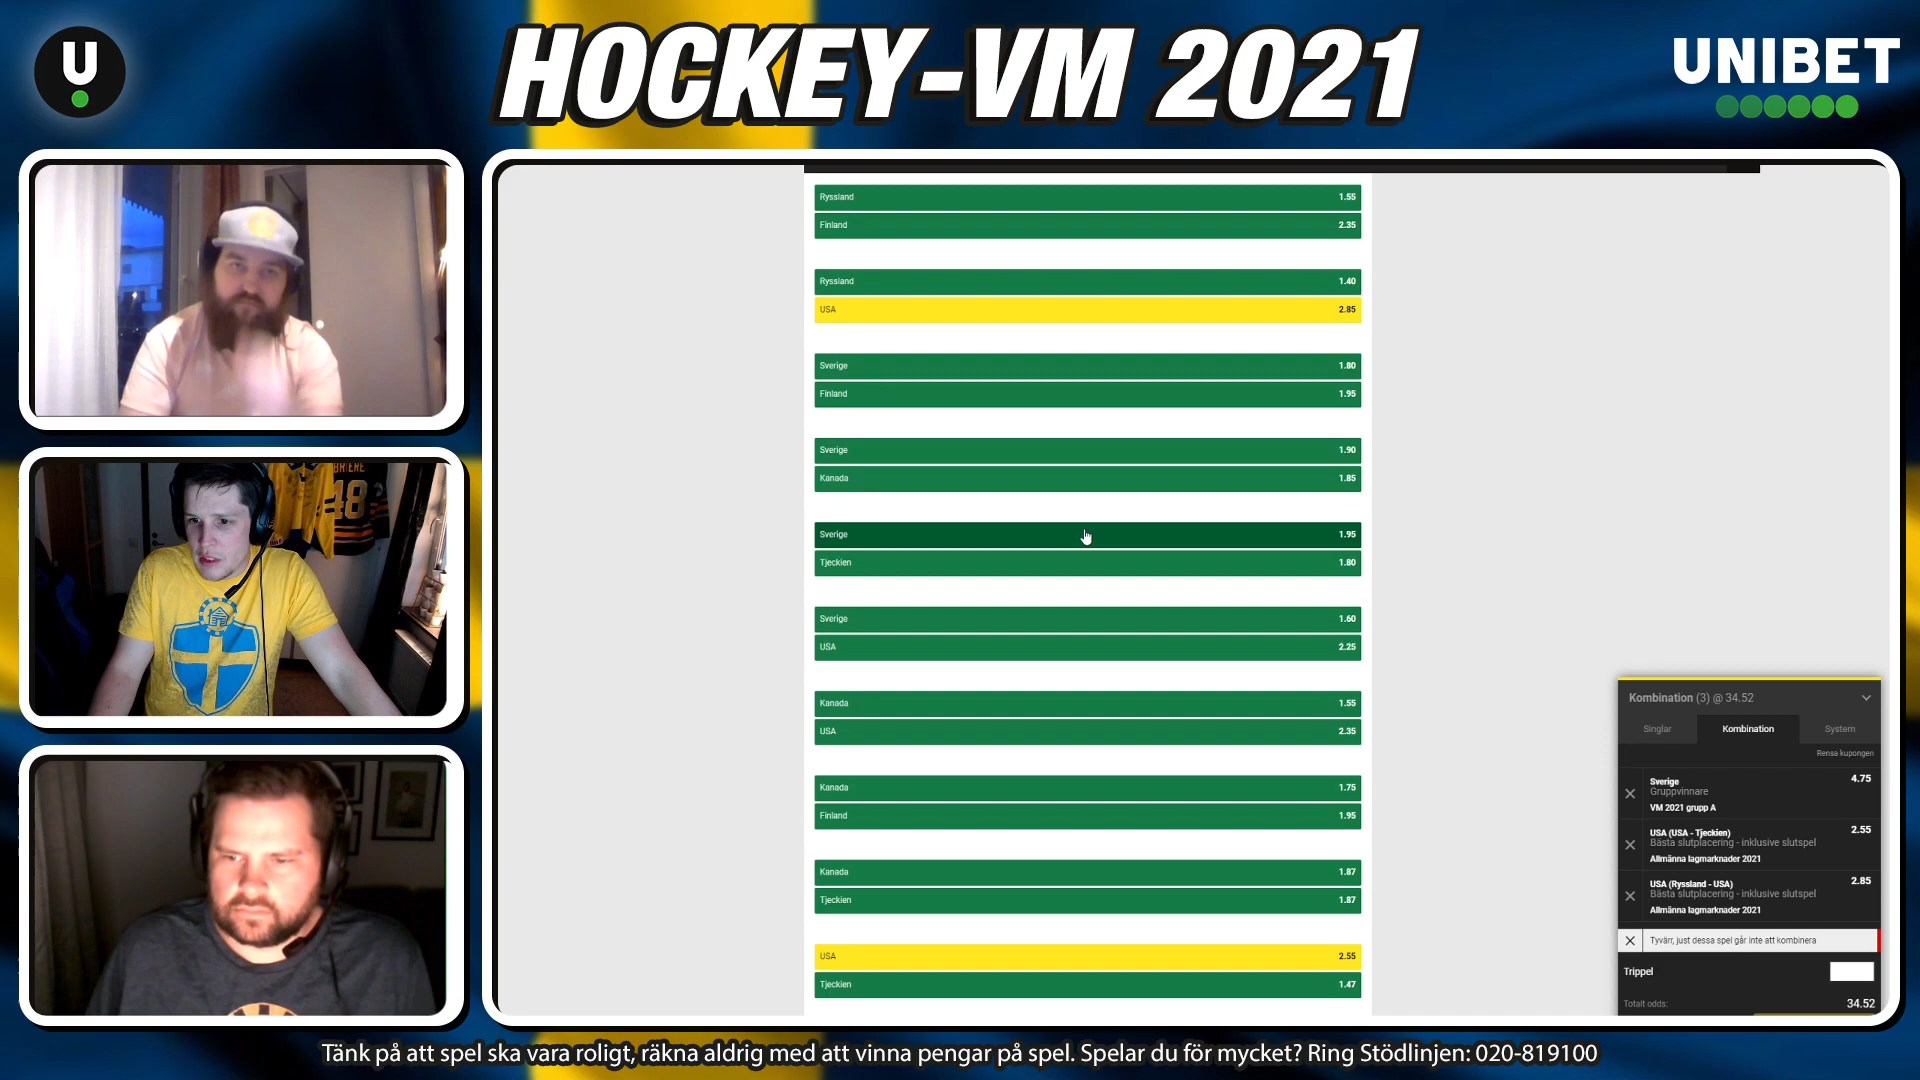 U
HOCKEY-VM 2021
UNIBET
BRIERE
48
Ryssland 1.55
Finland 2.35
Ryssland 1.40
USA 2.85
Sverige 1.80
Finland 1.95
Sverige 1.90
Kanada 1.85
Sverige 1.95
Tjeckien 1.80
Sverige 1.60
USA 2.25
Kanada 1.55
USA 2.35
Kanada 1.75
Finland 1.95
Kanada 1.87
Tjeckien 1.87
USA 2.55
Tjeckien 1.47
Kombination (3) @ 34.52
Singlar Kombination System
Rensa kupongen
Sverige 4.75
Gruppvinnare
VM 2021 grupp A
USA (USA - Tjeckien) 2.55
Bästa slutplacering - inklusive slutspel
Allmänna lagmarknader 2021
USA (Ryssland - USA) 2.85
Bästa slutplacering - inklusive slutspel
Allmänna lagmarknader 2021
Tyvärr, just dessa spel går inte att kombinera
Trippel
Totalt odds: 34.52
Tänk på att spel ska vara roligt, räkna aldrig med att vinna pengar på spel. Spelar du för mycket? Ring Stödlinjen: 020-819100